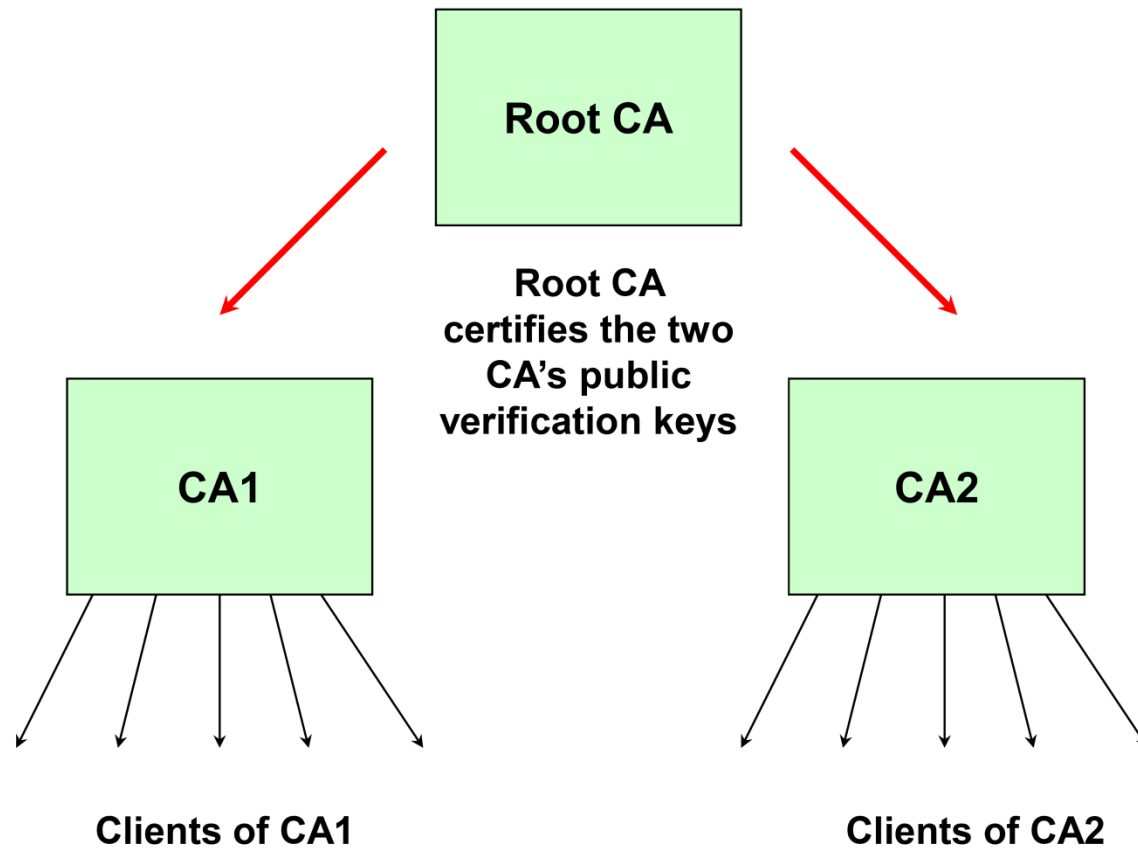 Root CA
Root CA
certifies the two
CA’s public
verification keys
CA1
CA2
Clients of CA1
Clients of CA2